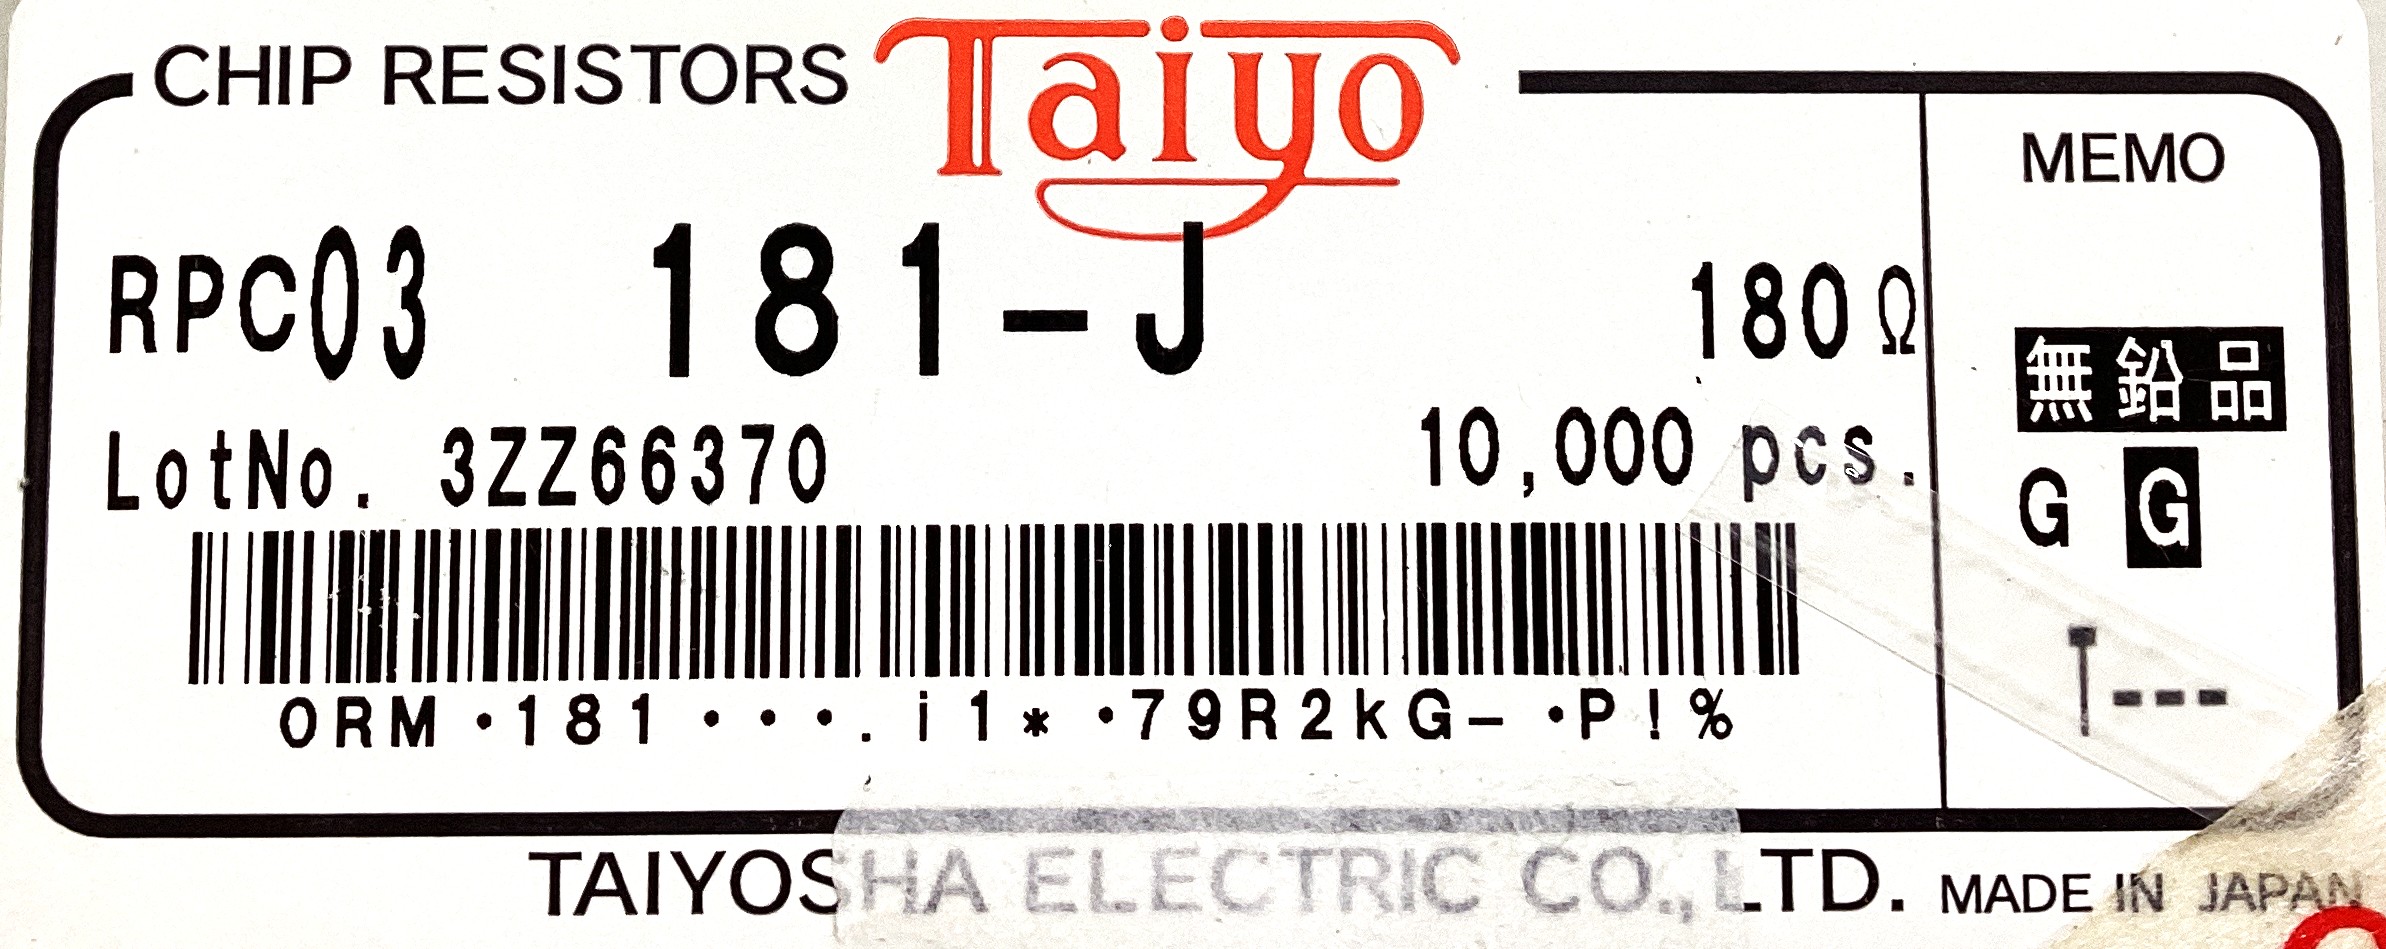 CHIP RESISTORS Taiyo
MEMO
RPC03 181-J 180Ω
無鉛品
LotNo. 3ZZ66370 10,000 pcs.
G G
ORM・181・・・.i1*・79R2kG-・P!%
T---
TAIYOSHA ELECTRIC CO., LTD. MADE IN JAPAN